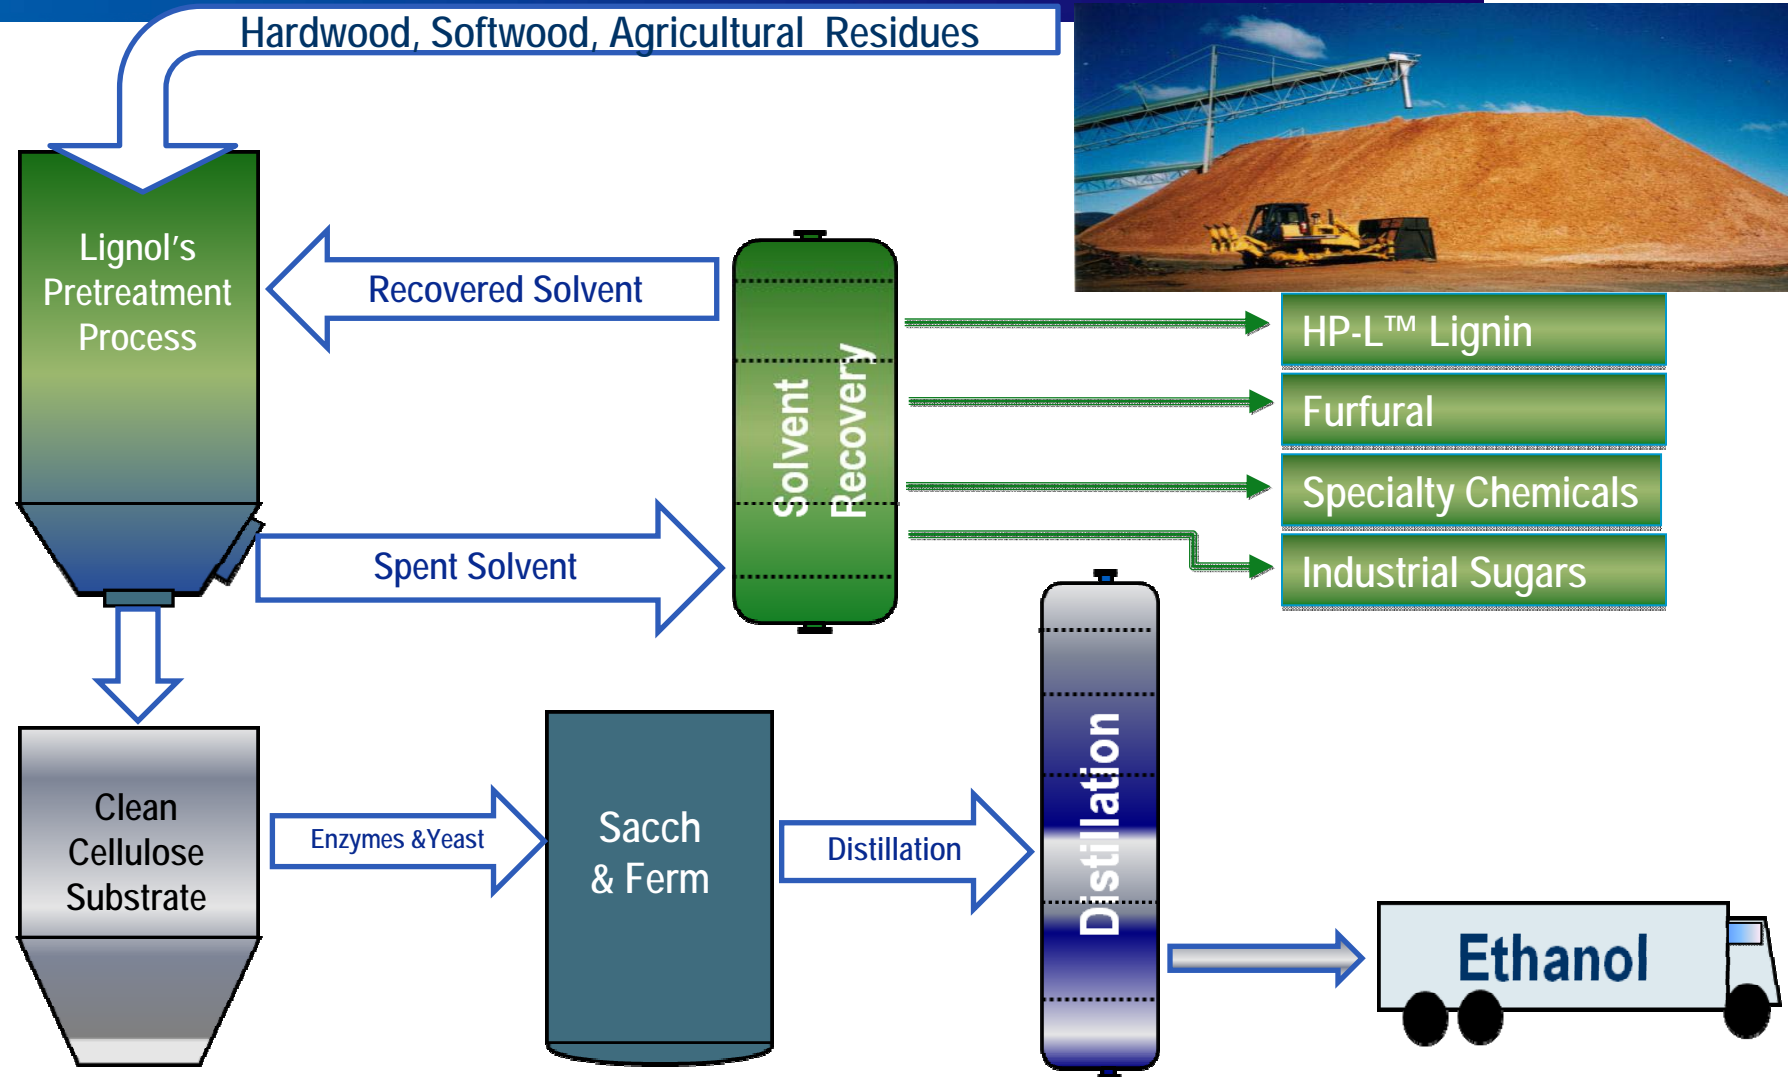 Hardwood, Softwood, Agricultural Residues
Lignol's
Pretreatment
Process
Recovered Solvent
Solvent
Recovery
HP-L™ Lignin
Furfural
Specialty Chemicals
Industrial Sugars
Spent Solvent
Clean
Cellulose
Substrate
Enzymes &Yeast
Sacch
& Ferm
Distillation
Distillation
Ethanol